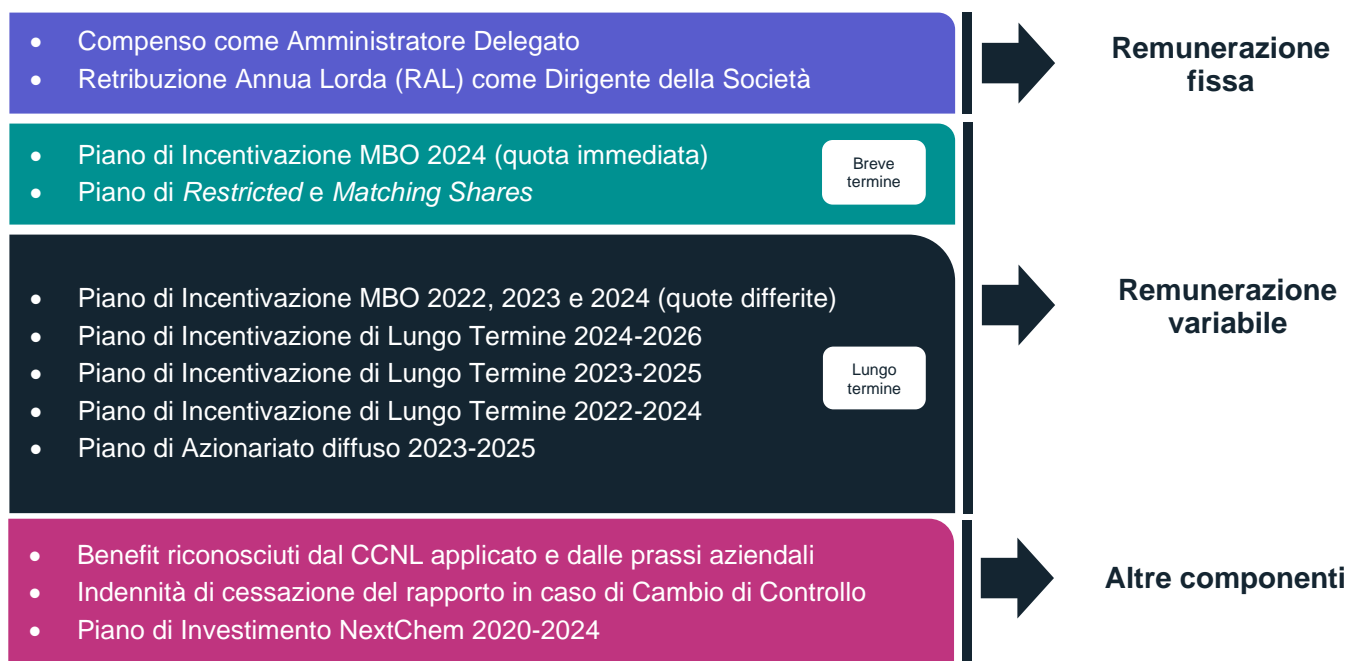 • Compenso come Amministratore Delegato
• Retribuzione Annua Lorda (RAL) come Dirigente della Società
Remunerazione
fissa
• Piano di Incentivazione MBO 2024 (quota immediata)
• Piano di Restricted e Matching Shares
Breve
termine
• Piano di Incentivazione MBO 2022, 2023 e 2024 (quote differite)
• Piano di Incentivazione di Lungo Termine 2024-2026
• Piano di Incentivazione di Lungo Termine 2023-2025
• Piano di Incentivazione di Lungo Termine 2022-2024
• Piano di Azionariato diffuso 2023-2025
Lungo
termine
Remunerazione
variabile
• Benefit riconosciuti dal CCNL applicato e dalle prassi aziendali
• Indennità di cessazione del rapporto in caso di Cambio di Controllo
• Piano di Investimento NextChem 2020-2024
Altre componenti